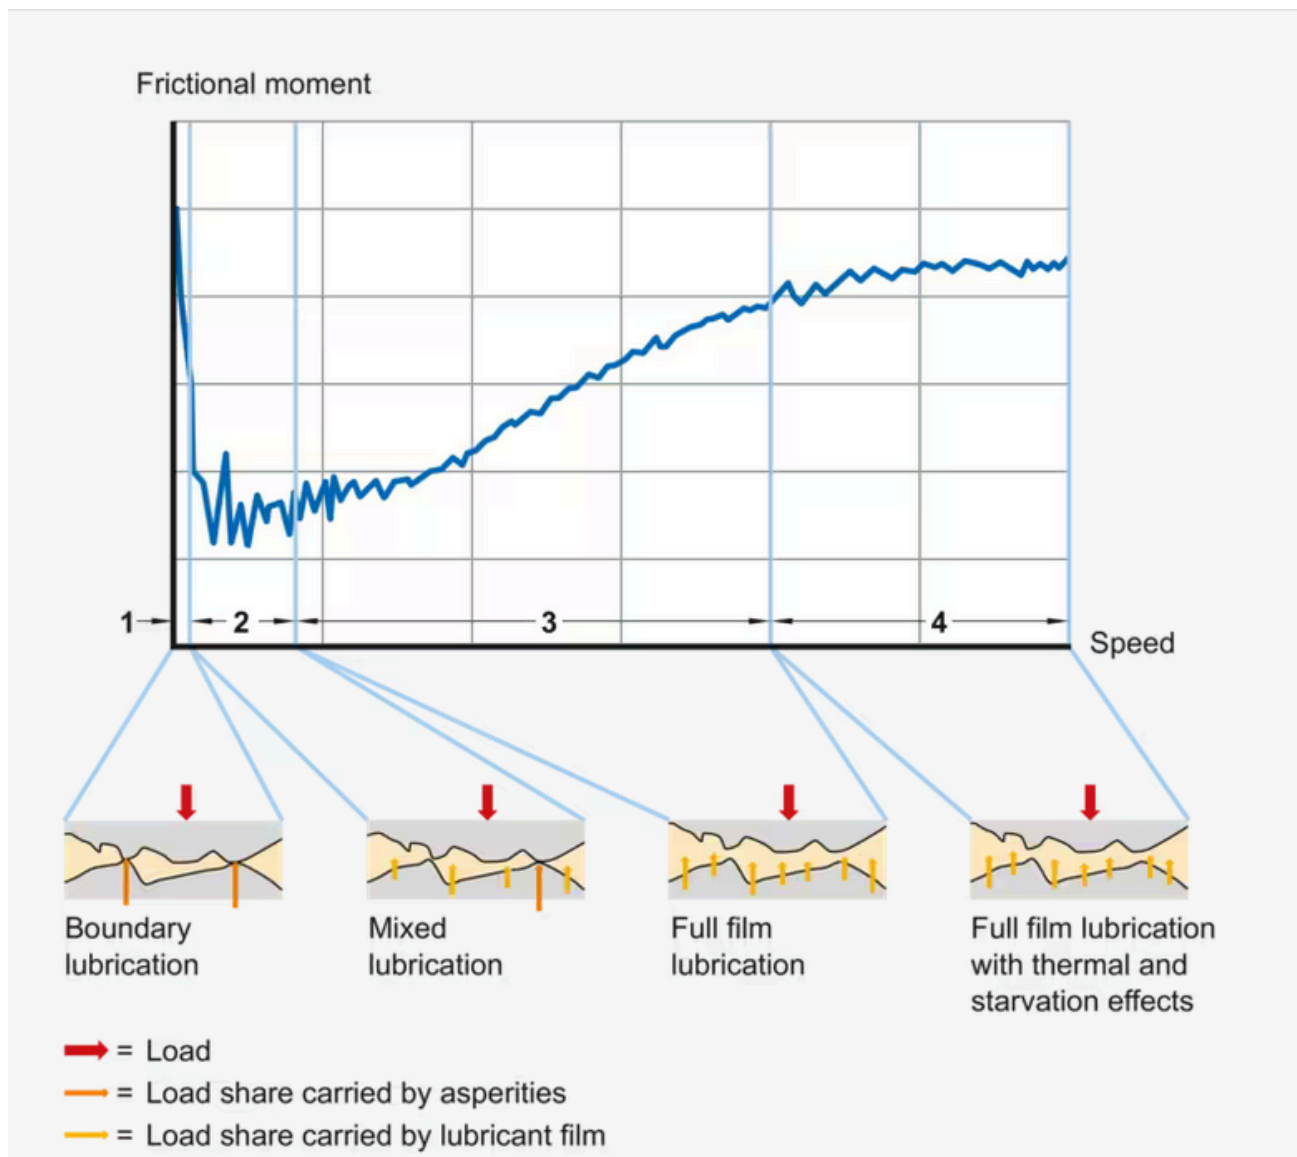 Frictional moment
1 2 3 4
Speed
Boundary
lubrication
Mixed
lubrication
Full film
lubrication
Full film lubrication
with thermal and
starvation effects
= Load
= Load share carried by asperities
= Load share carried by lubricant film